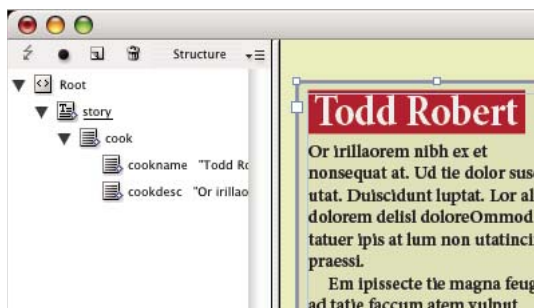 Structure
Root
story
cook
cookname "Todd Ro
cookdesc "Or irillao
Todd Robert
Or irillaorem nibh ex et
nonsequat at. Ud tie dolor susc
utat. Duiscidunt luptat. Lor al
dolorem delisl doloreOmmod
tatuer ipis at lum non utatinci
praessi.
Em ipissecte tie magna feug
ad tatie faccum atem vulput